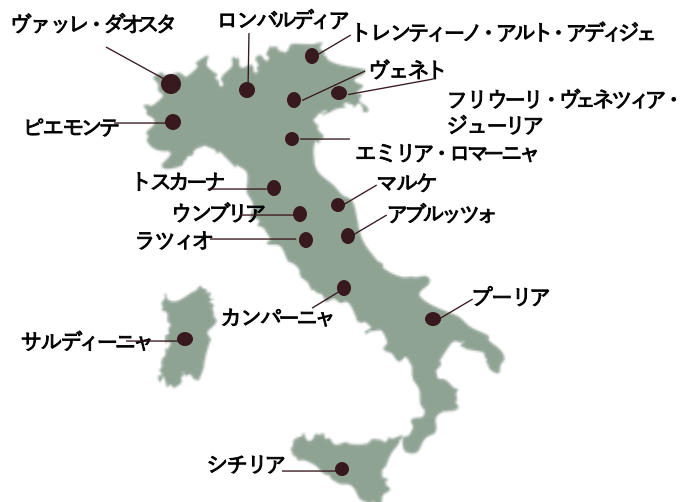 ヴァッレ・ダオスタ
ロンバルディア
トレンティーノ・アルト・アディジェ
ヴェネト
フリウーリ・ヴェネツィア・
ジューリア
ピエモンテ
エミリア・ロマーニャ
トスカーナ
マルケ
ウンブリア
アブルッツォ
ラツィオ
カンパーニャ
プーリア
サルディーニャ
シチリア